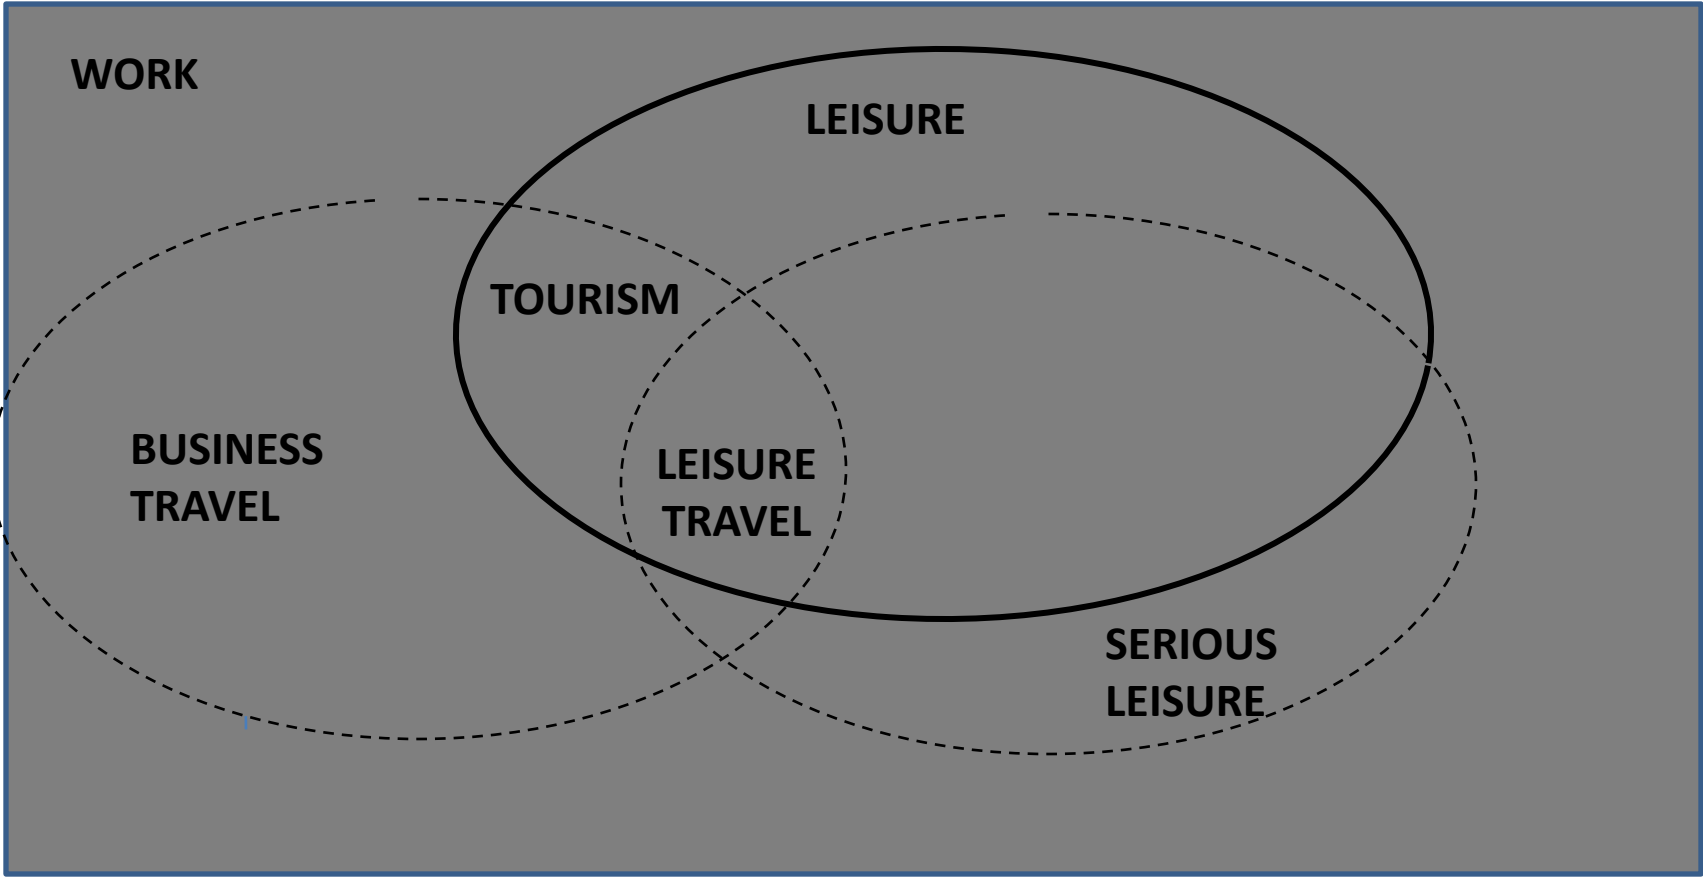 WORK
LEISURE
TOURISM
BUSINESS
TRAVEL
LEISURE
TRAVEL
SERIOUS
LEISURE